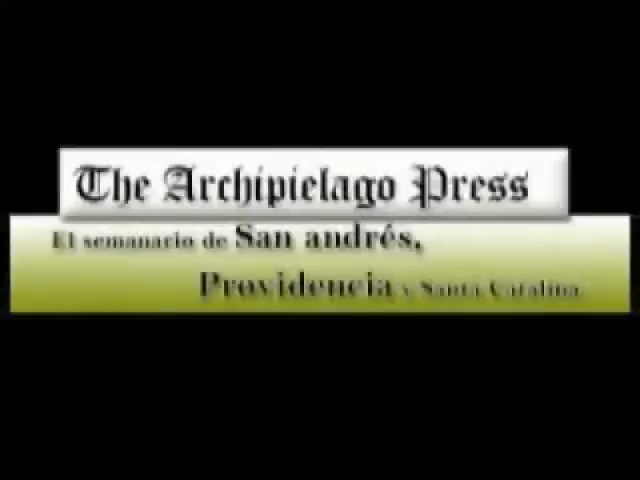 The Archipielago Press
El semanario de San andrés,
Providencia y Santa Catalina